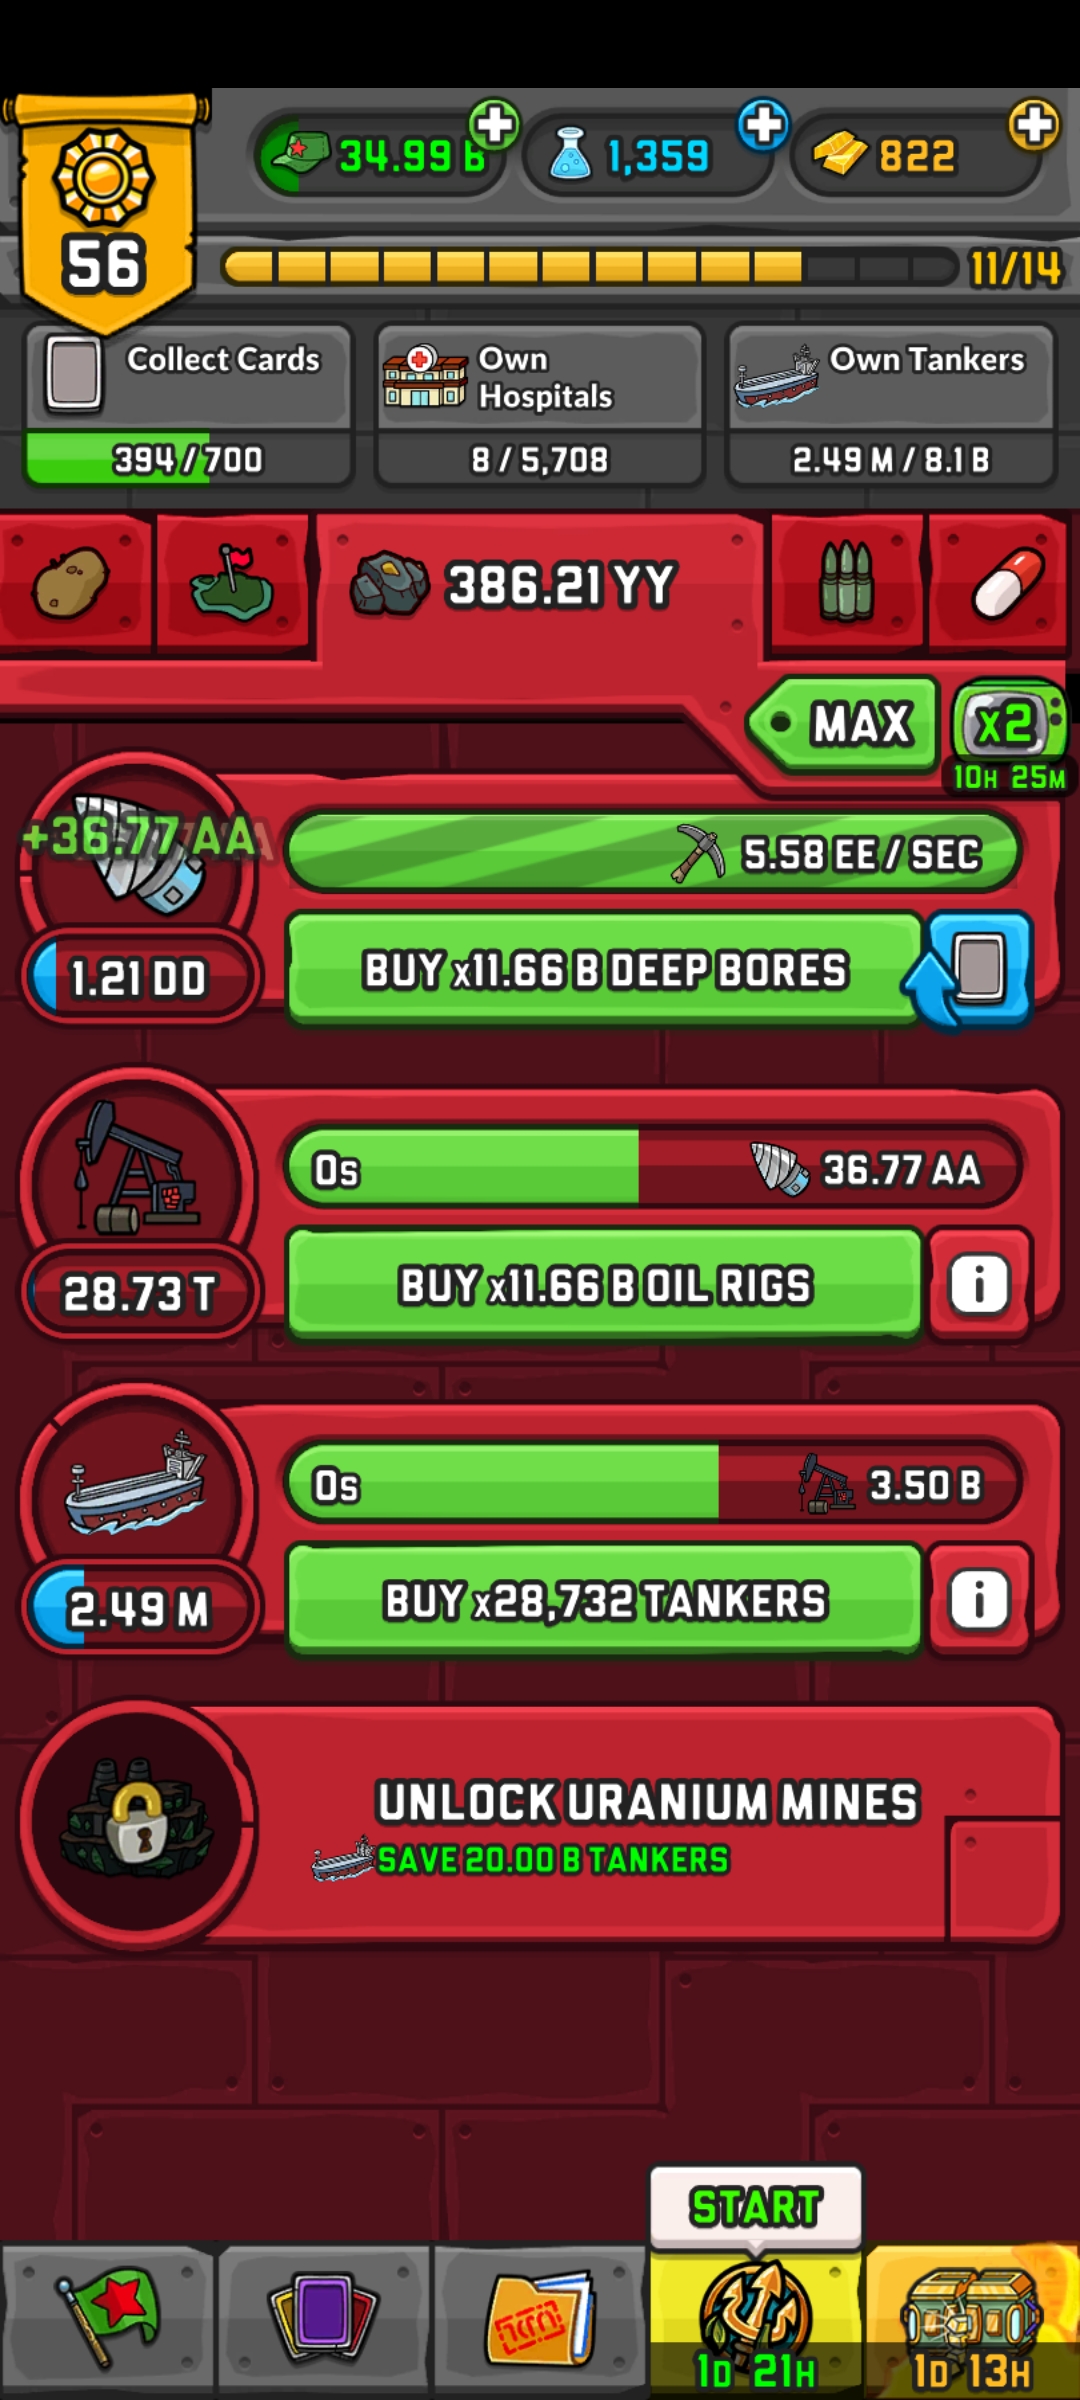 34.99 B
1,359
822
56
11/14
Collect Cards
394/700
Own
Hospitals
8/5,708
Own Tankers
2.49 M/8.1 B
386.21 YY
MAX
x2
10H 25M
+36.77 AA
5.58 EE/SEC
1.21 DD
BUY x11.66 B DEEP BORES
0s
36.77 AA
28.73 T
BUY x11.66 B OIL RIGS
i
0s
3.50 B
2.49 M
BUY x28,732 TANKERS
i
UNLOCK URANIUM MINES
SAVE 20.00 B TANKERS
START
1D 21H
1D 13H